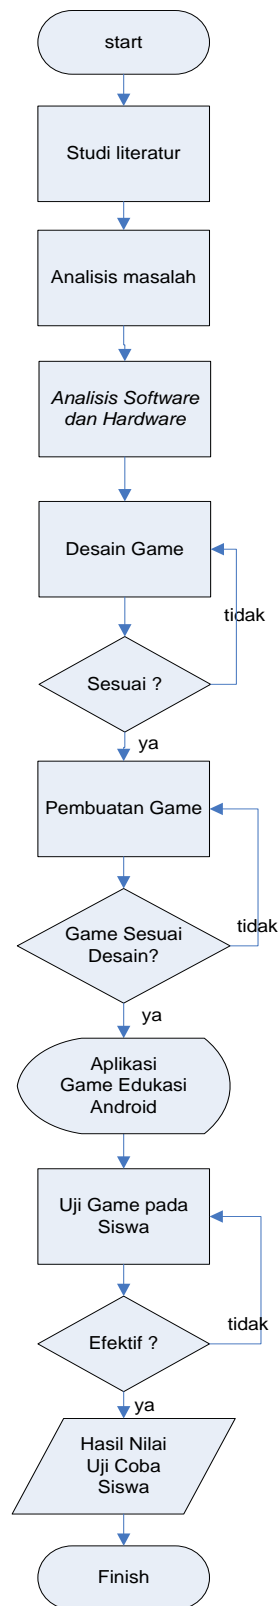 start
Studi literatur
Analisis masalah
Analisis Software
dan Hardware
Desain Game
tidak
Sesuai ?
ya
Pembuatan Game
tidak
Game Sesuai
Desain?
ya
Aplikasi
Game Edukasi
Android
Uji Game pada
Siswa
tidak
Efektif ?
ya
Hasil Nilai
Uji Coba
Siswa
Finish